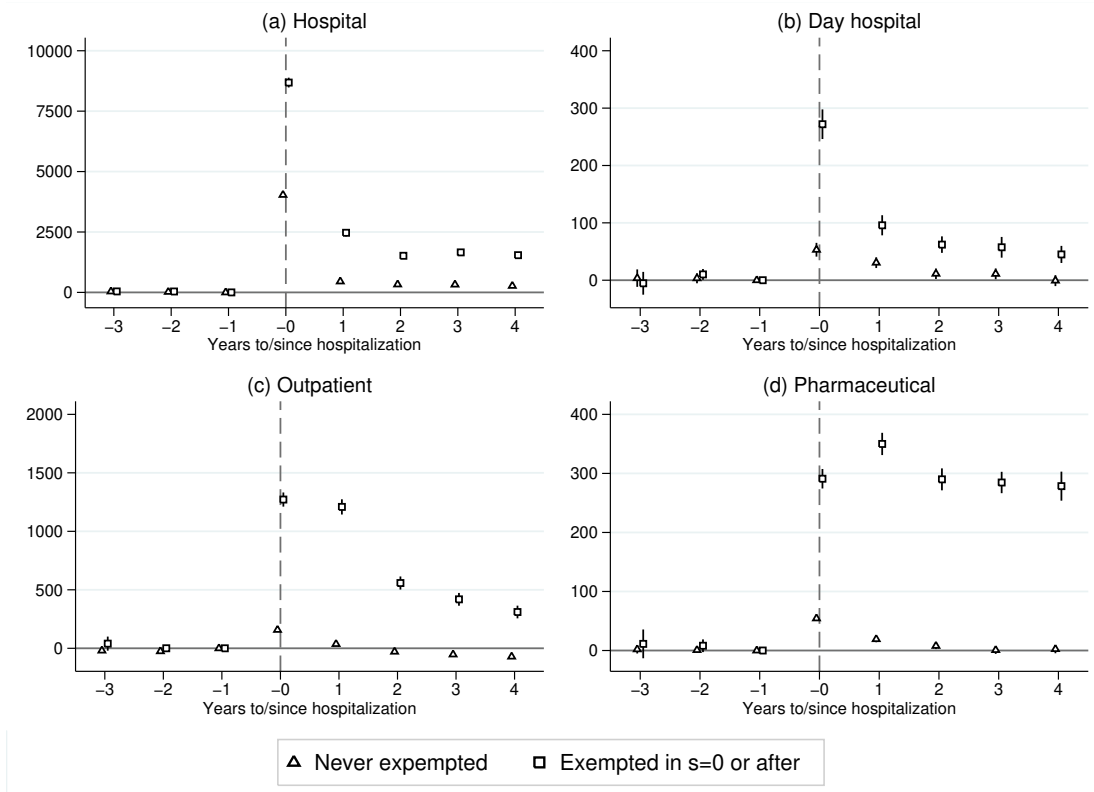 (a) Hospital
10000
7500
5000
2500
0
−3 −2 −1 −0 1 2 3 4
Years to/since hospitalization
(b) Day hospital
400
300
200
100
0
−3 −2 −1 −0 1 2 3 4
Years to/since hospitalization
(c) Outpatient
2000
1500
1000
500
0
−3 −2 −1 −0 1 2 3 4
Years to/since hospitalization
(d) Pharmaceutical
400
300
200
100
0
−3 −2 −1 −0 1 2 3 4
Years to/since hospitalization
Never expempted Exempted in s=0 or after